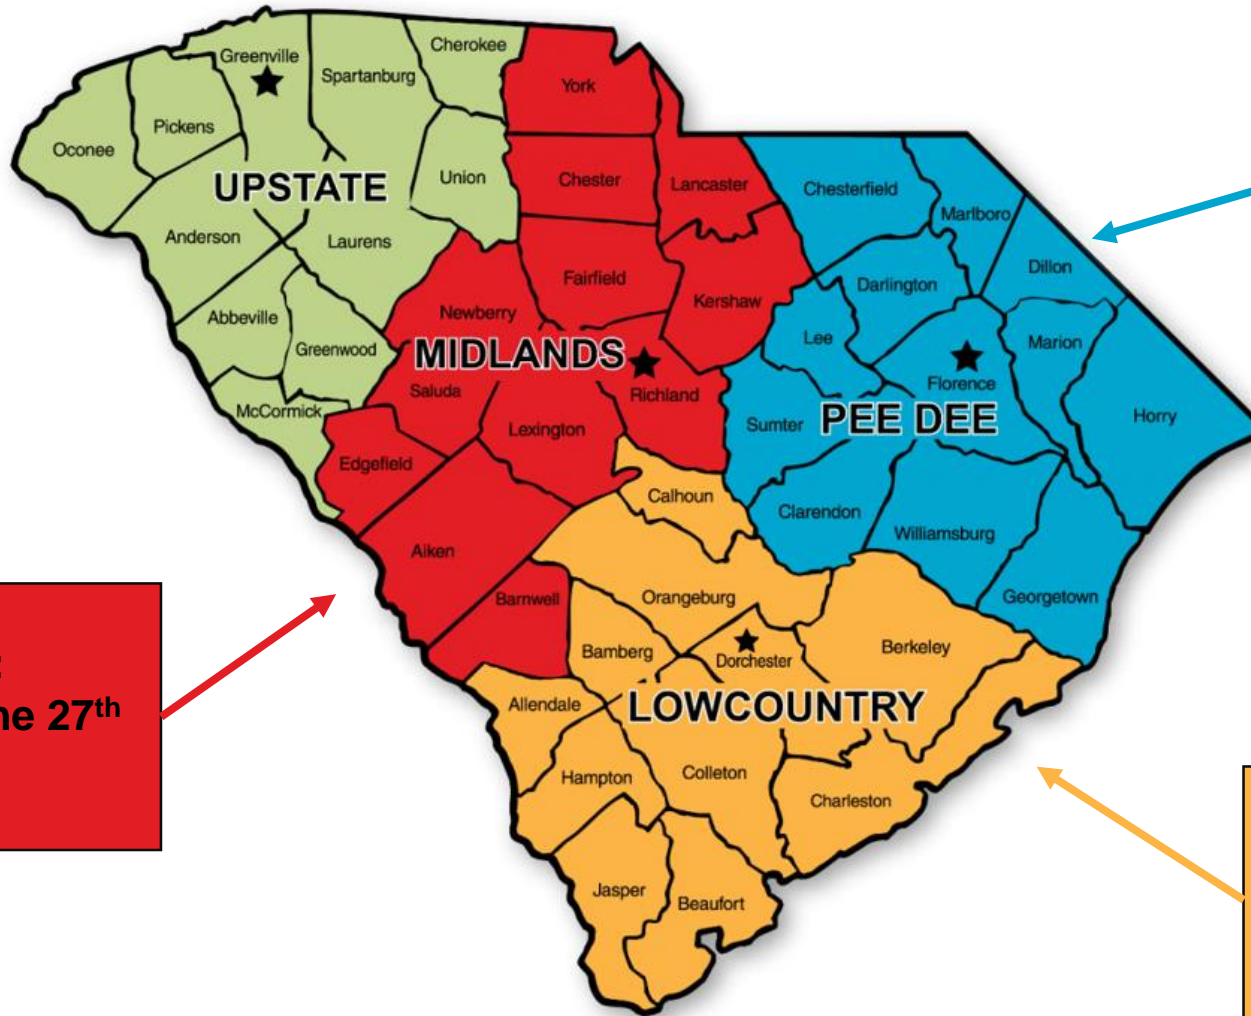 Cherokee
Greenville
Spartanburg
York
Pickens
Oconee
Union
Chester
Lancaster
UPSTATE
Chesterfield
Marlboro
Anderson
Laurens
Fairfield
Dillon
Darlington
Kershaw
Abbeville
Newberry
Lee
Marion
Greenwood
MIDLANDS
Florence
Saluda
Richland
McCormick
Horry
PEE DEE
Sumter
Lexington
Edgefield
Calhoun
Clarendon
Williamsburg
Aiken
Barnwell
Orangeburg
Georgetown
Bamberg
Dorchester
Berkeley
Allendale
LOWCOUNTRY
Hampton
Colleton
Charleston
Jasper
Beaufort
27th